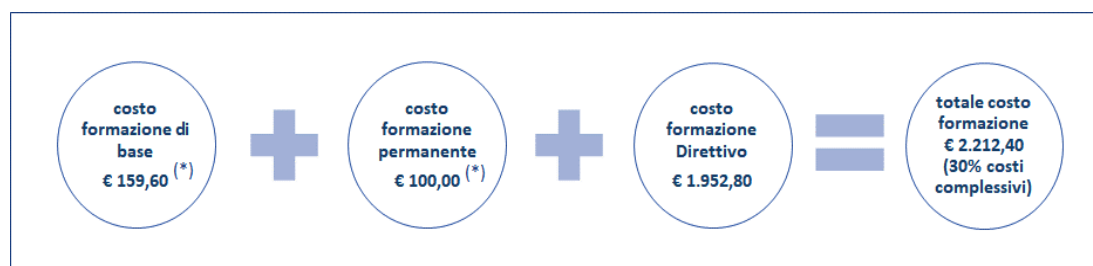 costo
formazione di
base
€ 159,60 (*)
costo
formazione
permanente
€ 100,00 (*)
costo
formazione
Direttivo
€ 1.952,80
totale costo
formazione
€ 2.212,40
(30% costi
complessivi)